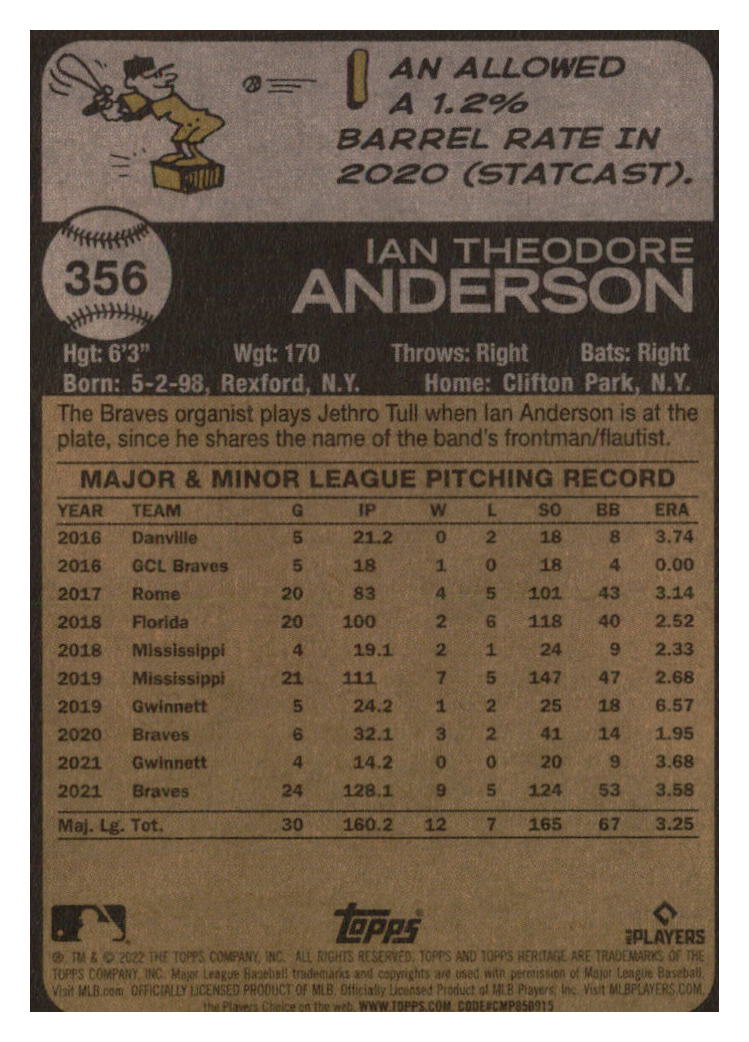 IAN ALLOWED
A 1.2%
BARREL RATE IN
2020 (STATCAST).
356
IAN THEODORE
ANDERSON
Hgt: 6'3" Wgt: 170 Throws: Right Bats: Right
Born: 5-2-98, Rexford, N.Y. Home: Clifton Park, N.Y.
The Braves organist plays Jethro Tull when Ian Anderson is at the
plate, since he shares the name of the band's frontman/flautist.
MAJOR & MINOR LEAGUE PITCHING RECORD
YEAR TEAM G IP W L SO BB ERA
2016 Danville 5 21.2 0 2 18 8 3.74
2016 GCL Braves 5 18 1 0 18 4 0.00
2017 Rome 20 83 4 5 101 43 3.14
2018 Florida 20 100 2 6 118 40 2.52
2018 Mississippi 4 19.1 2 1 24 9 2.33
2019 Mississippi 21 111 7 5 147 47 2.68
2019 Gwinnett 5 24.2 1 2 25 18 6.57
2020 Braves 6 32.1 3 2 41 14 1.95
2021 Gwinnett 4 14.2 0 0 20 9 3.68
2021 Braves 24 128.1 9 5 124 53 3.58
Maj. Lg. Tot. 30 160.2 12 7 165 67 3.25
Topps
MLB PLAYERS
®, TM & © 2022 THE TOPPS COMPANY, INC. ALL RIGHTS RESERVED. TOPPS AND TOPPS HERITAGE ARE TRADEMARKS OF THE
TOPPS COMPANY, INC. Major League Baseball trademarks and copyrights are used with permission of Major League Baseball.
Visit MLB.com. OFFICIALLY LICENSED PRODUCT OF MLB Players, Inc. Visit MLBPLAYERS.COM,
the Players Choice on the web. WWW.TOPPS.COM. CODE#CMP850915